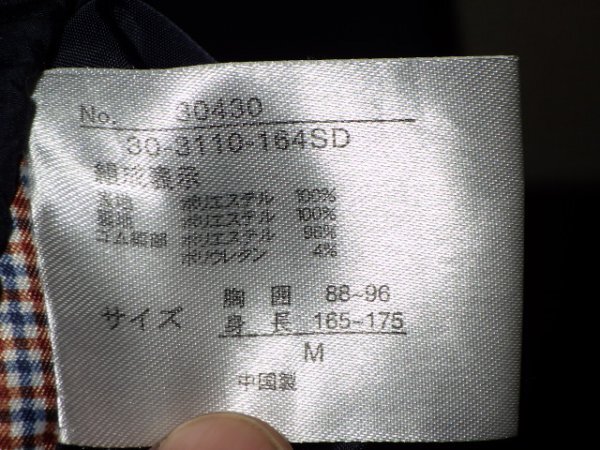 No. 30430
30-3110-164SD
組成表示
表地 ポリエステル 100%
裏地 ポリエステル 100%
ゴム編部 ポリエステル 96%
ポリウレタン 4%
サイズ
胸囲 88~96
身長 165~175
M
中国製